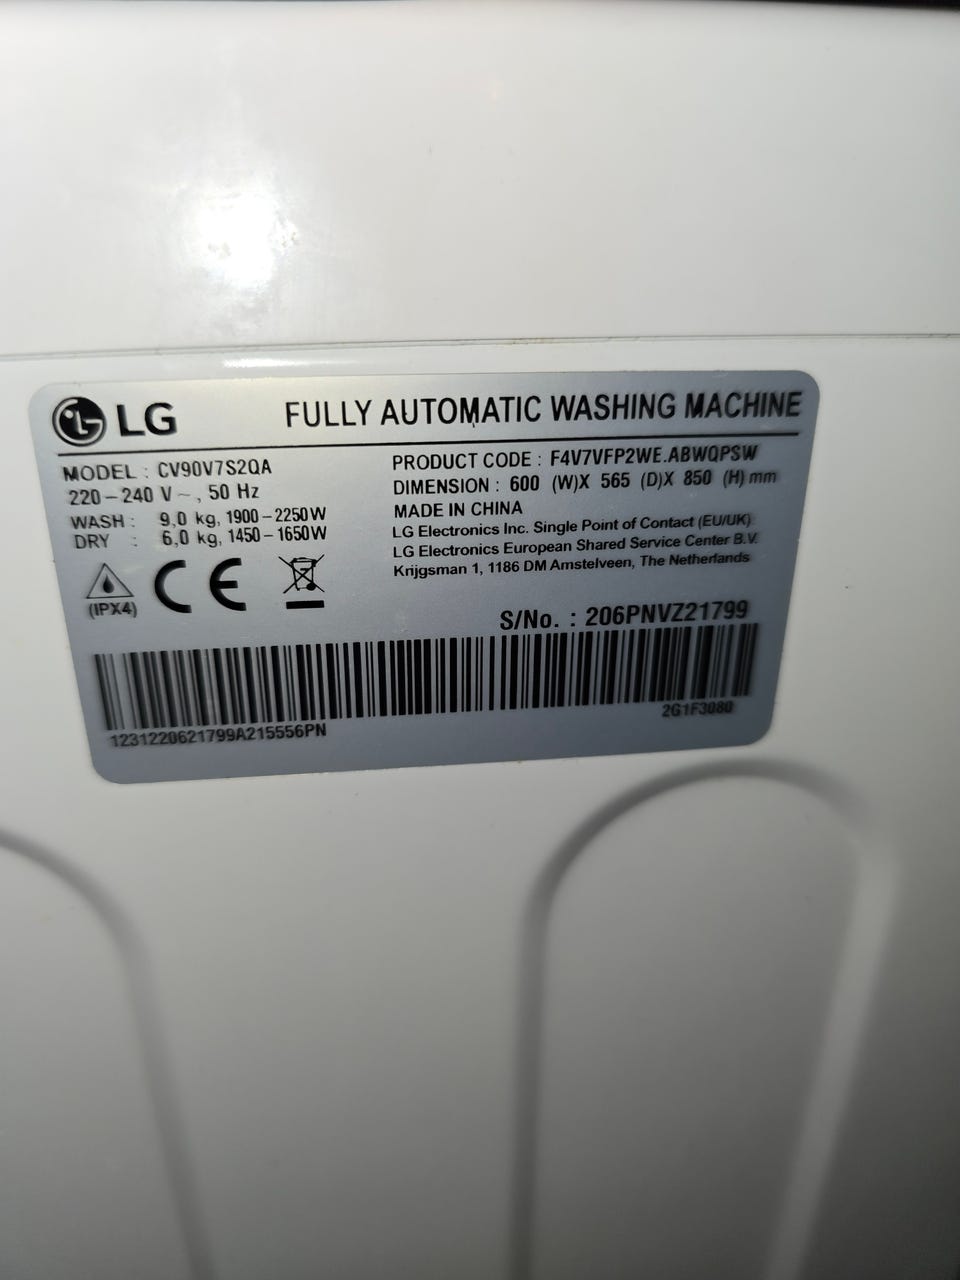 LG FULLY AUTOMATIC WASHING MACHINE
MODEL : CV90V7S2QA
220-240 V ~, 50 Hz
WASH : 9,0 kg, 1900-2250W
DRY : 6,0 kg, 1450-1650W
(IPX4)
CE
PRODUCT CODE : F4V7VFP2WE.ABWQPSW
DIMENSION : 600 (W)X 565 (D)X 850 (H) mm
MADE IN CHINA
LG Electronics Inc. Single Point of Contact (EU/UK)
LG Electronics European Shared Service Center B.V.
Krijgsman 1, 1186 DM Amstelveen, The Netherlands
S/No. : 206PNVZ21799
1231220621799A215556PN
2G1F3080